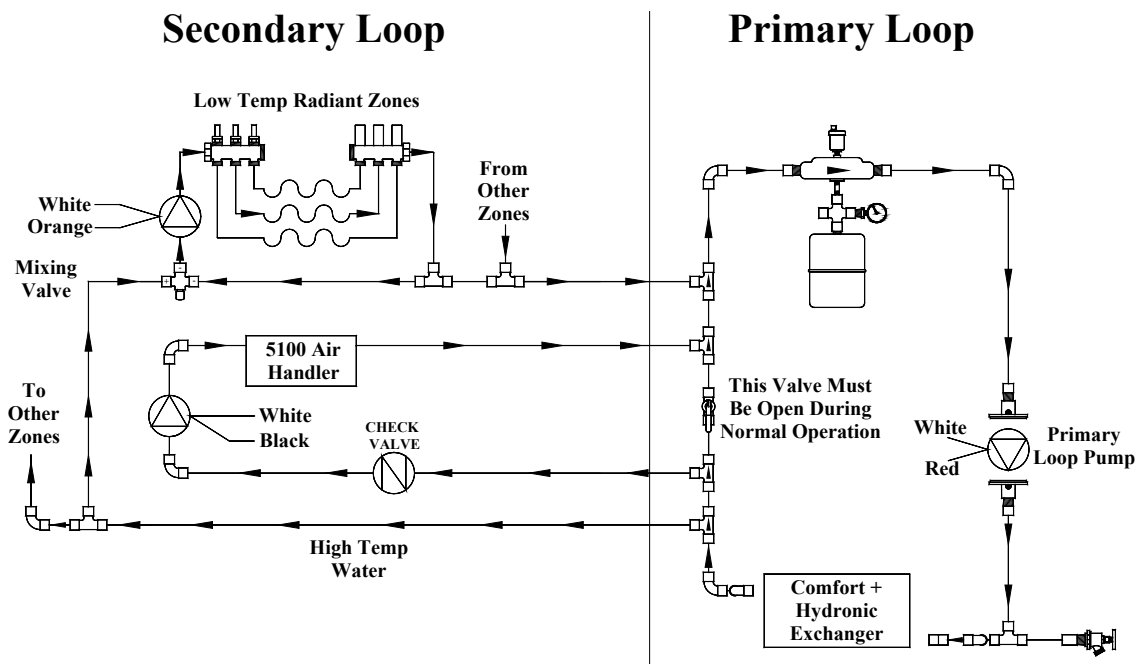 Secondary Loop
Primary Loop
Low Temp Radiant Zones
From
Other
Zones
White
Orange
Mixing
Valve
5100 Air
Handler
To
Other
Zones
White
Black
CHECK
VALVE
This Valve Must
Be Open During
Normal Operation
White
Red
Primary
Loop Pump
High Temp
Water
Comfort +
Hydronic
Exchanger